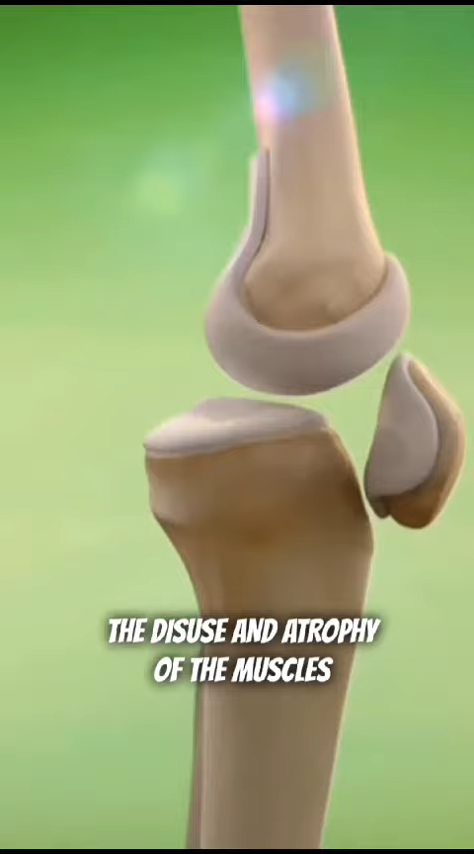 THE DISUSE AND ATROPHY
OF THE MUSCLES